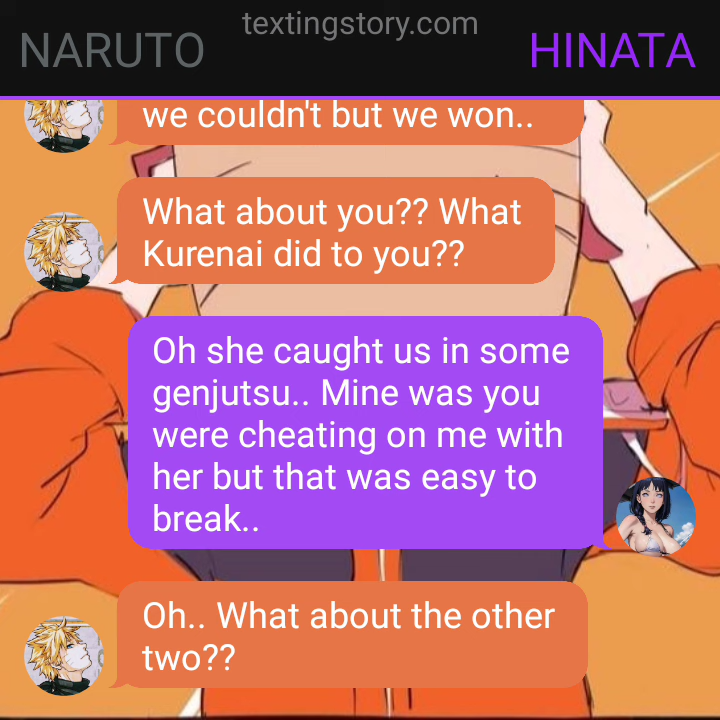 textingstory.com
NARUTO
HINATA
we couldn't but we won..
What about you?? What
Kurenai did to you??
Oh she caught us in some
genjutsu.. Mine was you
were cheating on me with
her but that was easy to
break..
Oh.. What about the other
two??